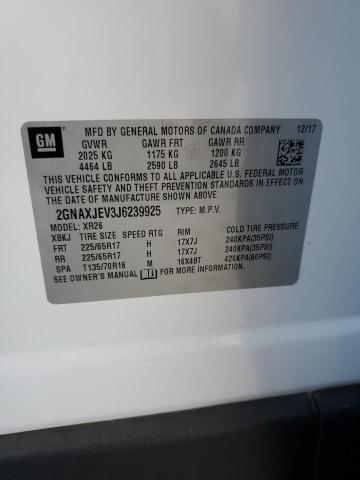 GM
MFD BY GENERAL MOTORS OF CANADA COMPANY 12/17
GVWR GAWR FRT GAWR RR
2025 KG 1175 KG 1200 KG
4464 LB 2590 LB 2645 LB
THIS VEHICLE CONFORMS TO ALL APPLICABLE U.S. FEDERAL MOTOR
VEHICLE SAFETY, BUMPER, AND THEFT PREVENTION STANDARDS IN
EFFECT ON THE DATE OF MANUFACTURE SHOWN ABOVE.
2GNAXJEV3J6239925 TYPE: M.P.V.
MODEL: XR26
XBKJ TIRE SIZE SPEED RTG RIM COLD TIRE PRESSURE
FRT 225/65R17 H 17X7J 240KPA(35PSI)
RR 225/65R17 H 17X7J 240KPA(35PSI)
SPA T135/70R16 M 16X4BT 420KPA(60PSI)
SEE OWNER'S MANUAL FOR MORE INFORMATION.